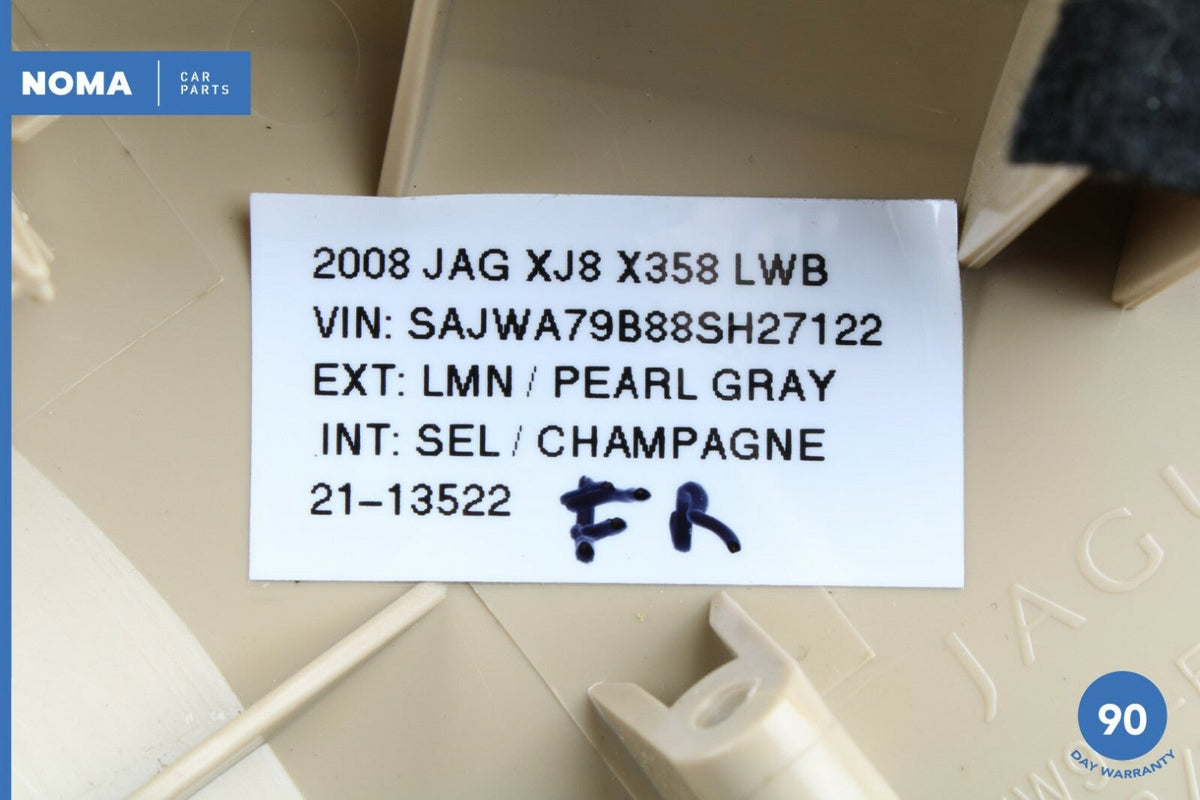 NOMA
CAR
PARTS
2008 JAG XJ8 X358 LWB
VIN: SAJWA79B88SH27122
EXT: LMN / PEARL GRAY
INT: SEL / CHAMPAGNE
21-13522 FR
JAGU
90
DAY WARRANTY